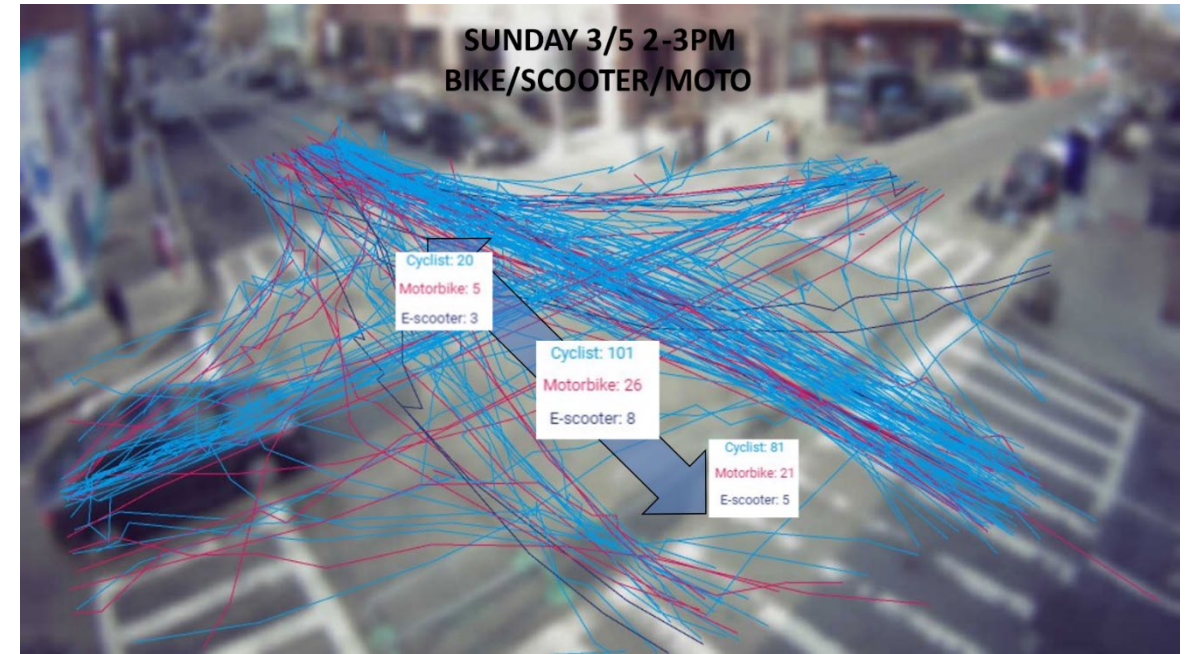 SUNDAY 3/5 2-3PM
BIKE/SCOOTER/MOTO
Cyclist: 20
Motorbike: 5
E-scooter: 3
Cyclist: 101
Motorbike: 26
E-scooter: 8
Cyclist: 81
Motorbike: 21
E-scooter: 5